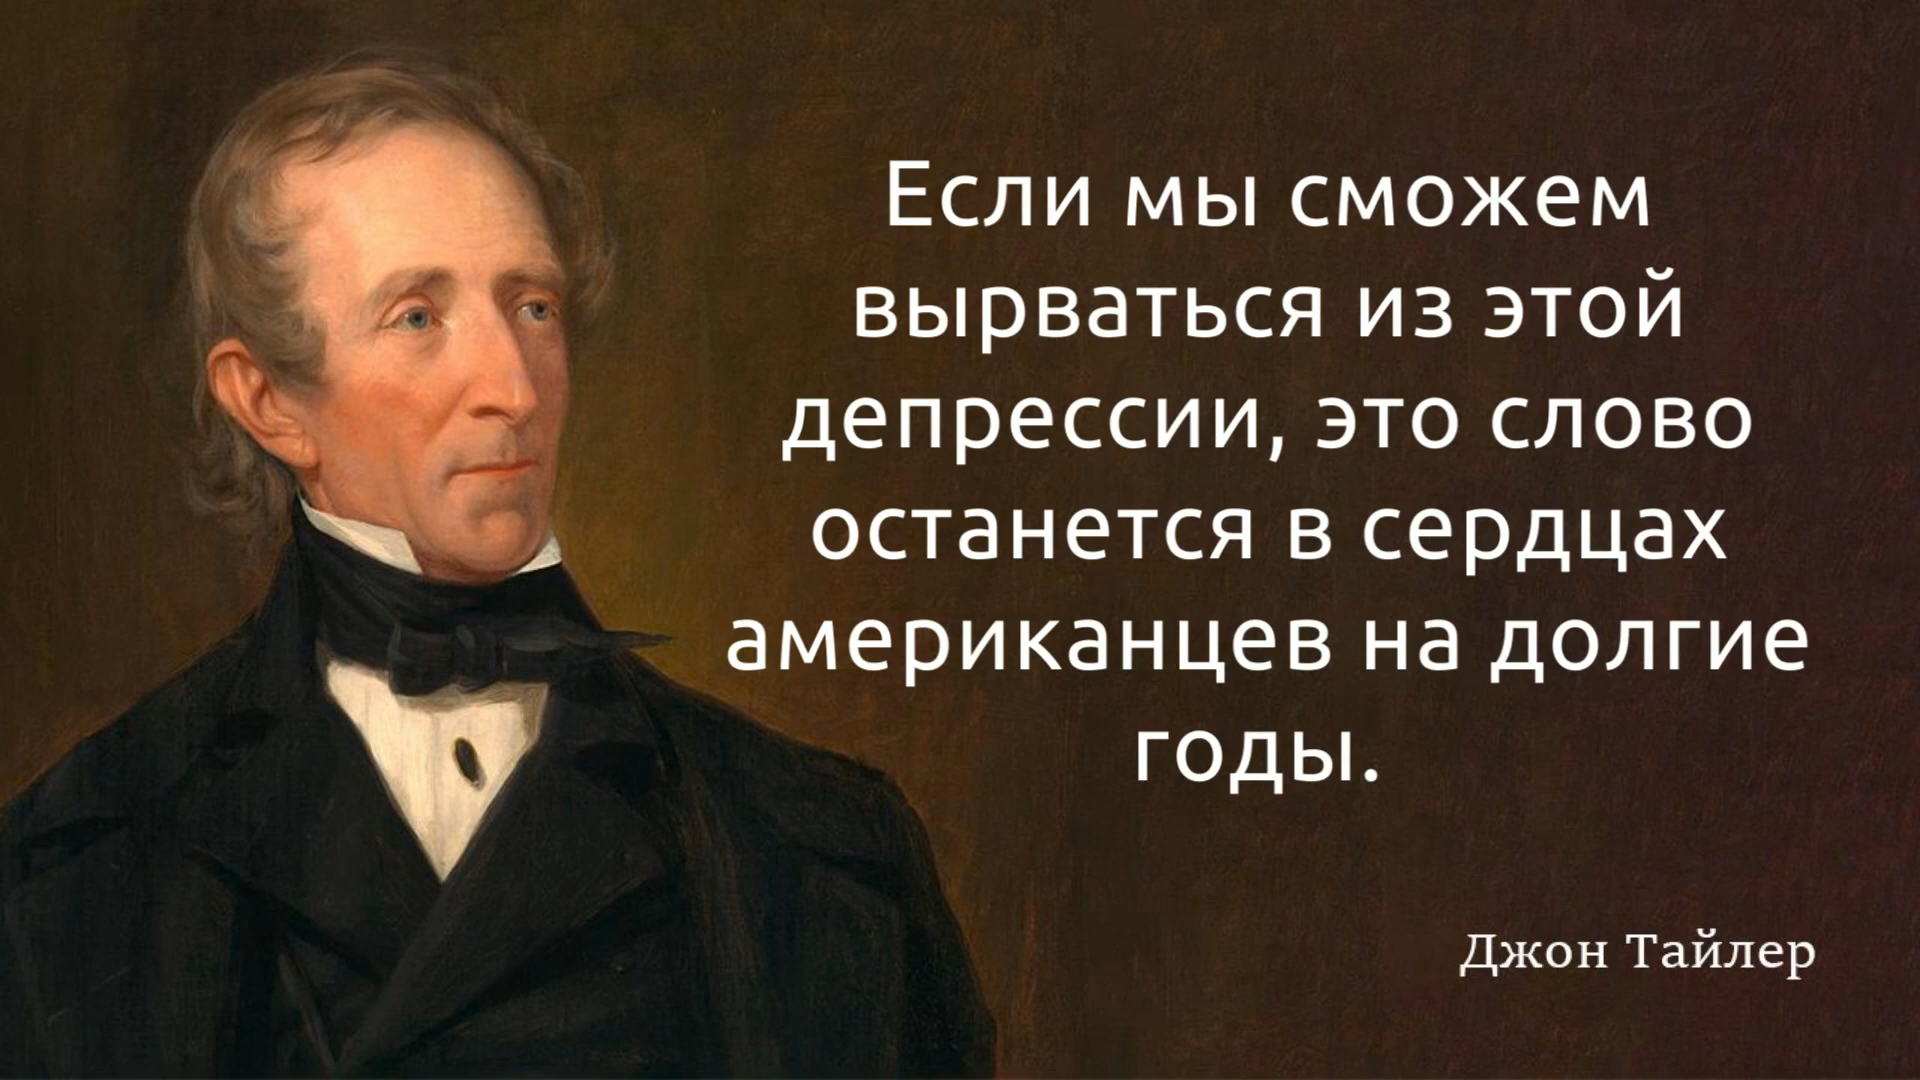 Если мы сможем
вырваться из этой
депрессии, это слово
останется в сердцах
американцев на долгие
годы.
Джон Тайлер